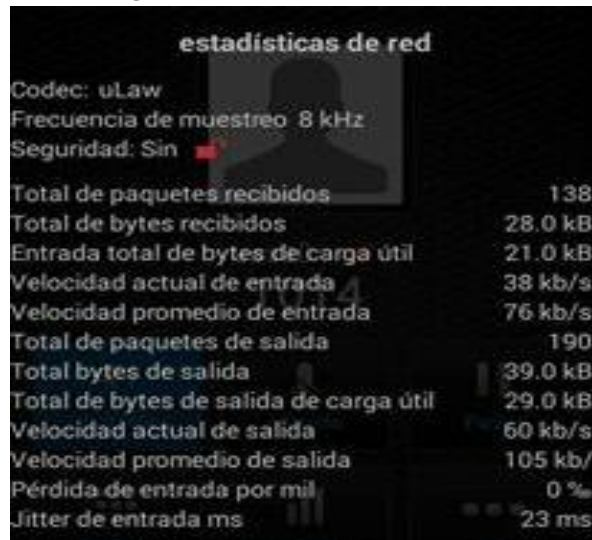 estadísticas de red
Codec: uLaw
Frecuencia de muestreo 8 kHz
Seguridad: Sin
Total de paquetes recibidos 138
Total de bytes recibidos 28.0 kB
Entrada total de bytes de carga útil 21.0 kB
Velocidad actual de entrada 38 kb/s
Velocidad promedio de entrada 76 kb/s
Total de paquetes de salida 190
Total bytes de salida 39.0 kB
Total de bytes de salida de carga útil 29.0 kB
Velocidad actual de salida 60 kb/s
Velocidad promedio de salida 105 kb/
Pérdida de entrada por mil 0 ‰
Jitter de entrada ms 23 ms